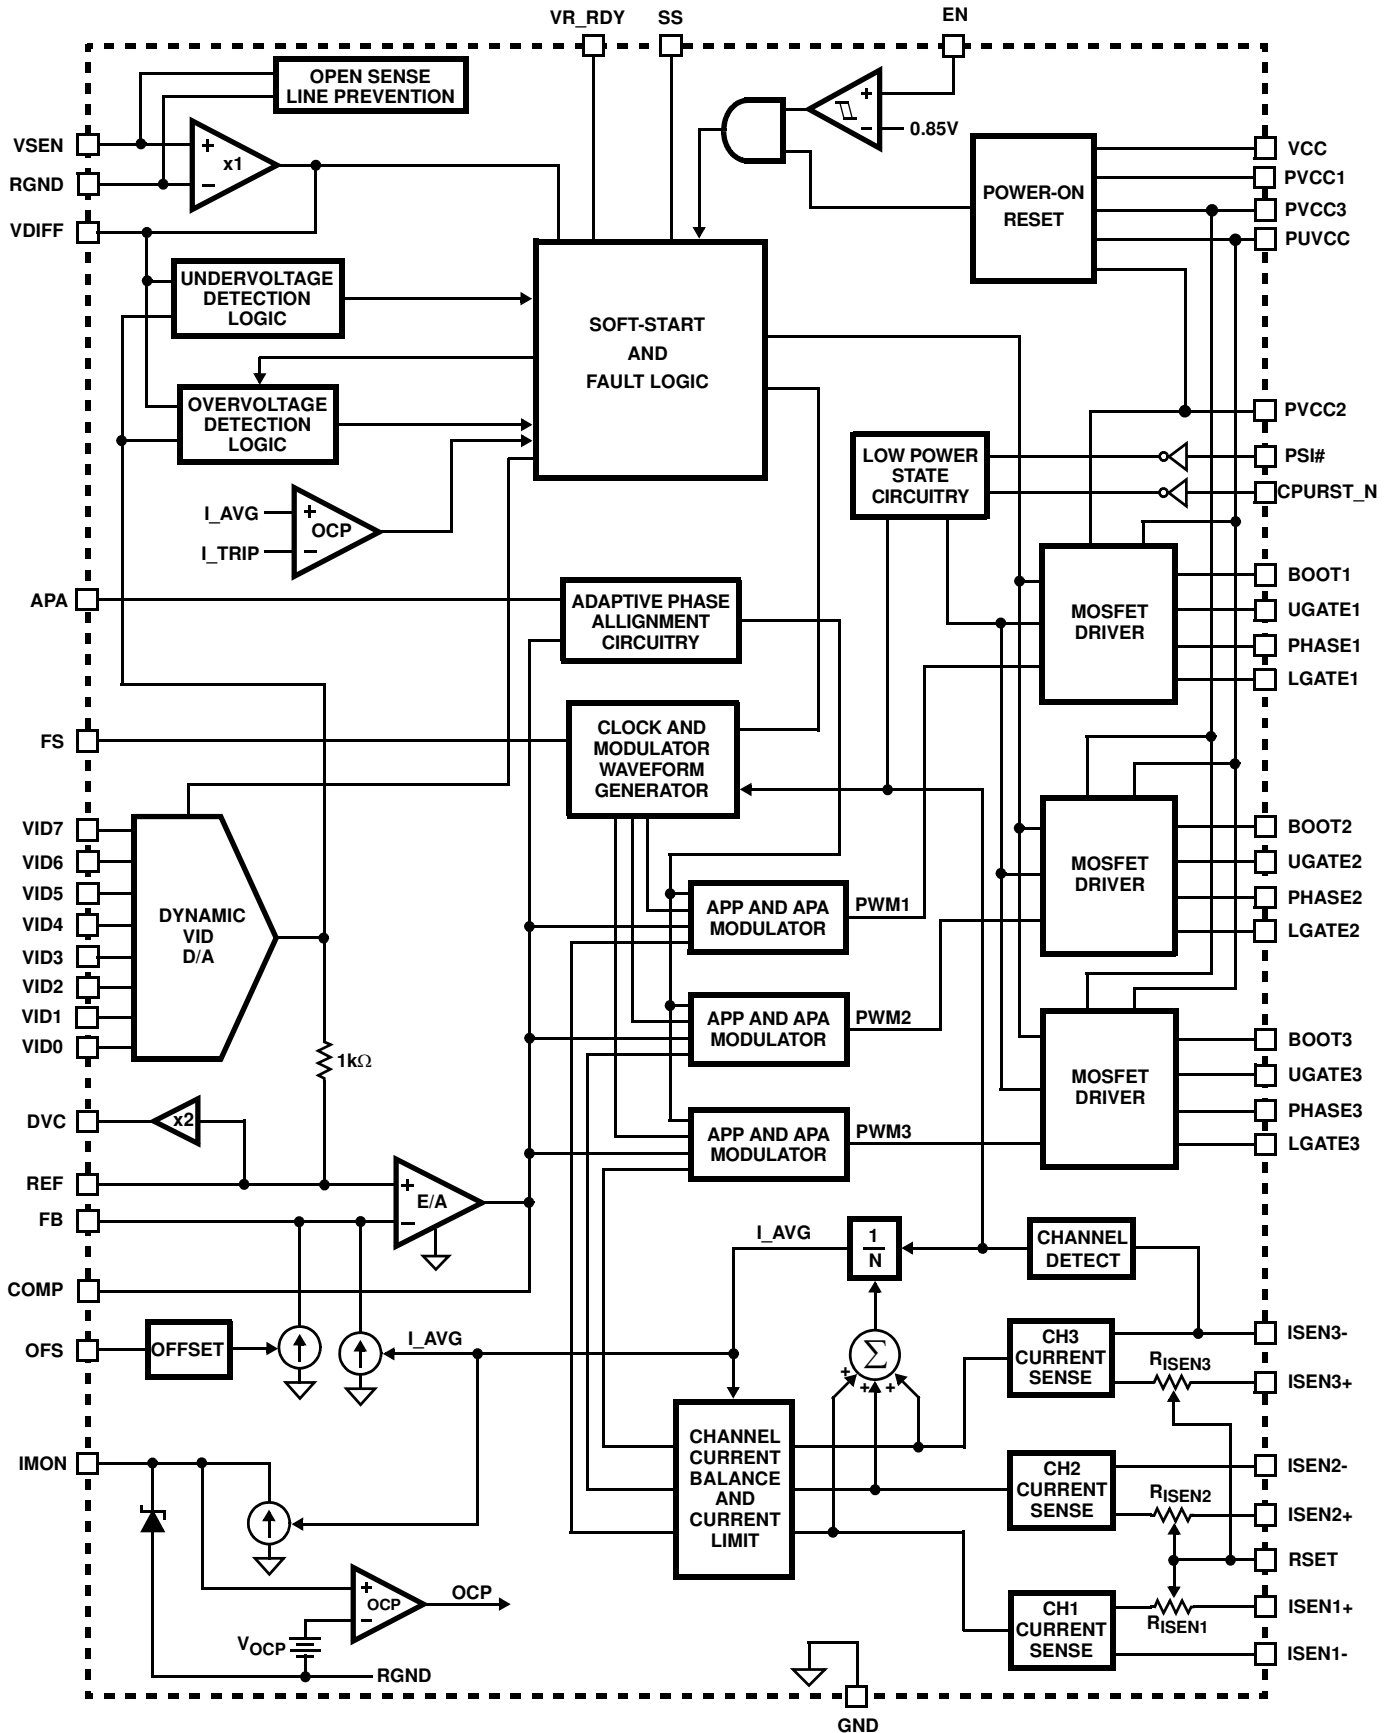 VR_RDY
SS
EN
OPEN SENSE
LINE PREVENTION
VSEN
+
x1
−
RGND
VDIFF
+
−
0.85V
POWER-ON
RESET
VCC
PVCC1
PVCC3
PUVCC
UNDERVOLTAGE
DETECTION
LOGIC
SOFT-START
AND
FAULT LOGIC
OVERVOLTAGE
DETECTION
LOGIC
PVCC2
LOW POWER
STATE
CIRCUITRY
PSI#
CPURST_N
I_AVG
+
OCP
I_TRIP
−
APA
ADAPTIVE PHASE
ALLIGNMENT
CIRCUITRY
MOSFET
DRIVER
BOOT1
UGATE1
PHASE1
LGATE1
FS
CLOCK AND
MODULATOR
WAVEFORM
GENERATOR
VID7
VID6
VID5
VID4
VID3
VID2
VID1
VID0
DYNAMIC
VID
D/A
MOSFET
DRIVER
BOOT2
UGATE2
PHASE2
LGATE2
APP AND APA
MODULATOR
PWM1
APP AND APA
MODULATOR
PWM2
APP AND APA
MODULATOR
PWM3
MOSFET
DRIVER
BOOT3
UGATE3
PHASE3
LGATE3
1kΩ
DVC
x2
REF
+
E/A
FB
−
COMP
OFS
OFFSET
I_AVG
I_AVG
1
N
CHANNEL
DETECT
Σ
+
+
+
CH3
CURRENT
SENSE
RISEN3
ISEN3-
ISEN3+
CHANNEL
CURRENT
BALANCE
AND
CURRENT
LIMIT
CH2
CURRENT
SENSE
RISEN2
ISEN2-
ISEN2+
RSET
CH1
CURRENT
SENSE
RISEN1
ISEN1+
ISEN1-
IMON
+
OCP
−
OCP
VOCP
RGND
GND